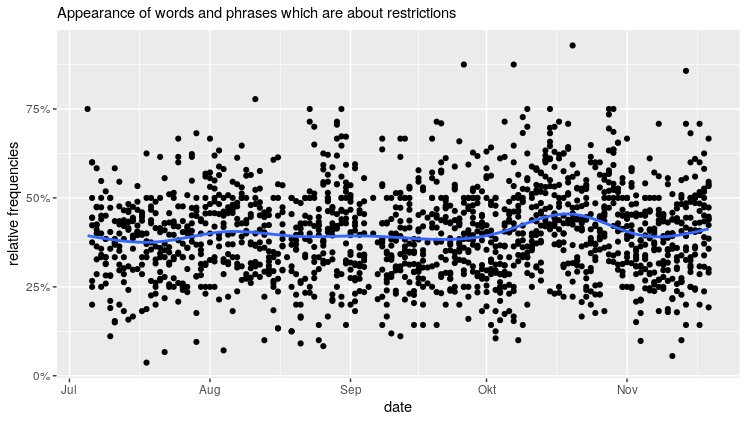 Appearance of words and phrases which are about restrictions
relative frequencies
75%
50%
25%
0%
Jul Aug Sep Okt Nov
date